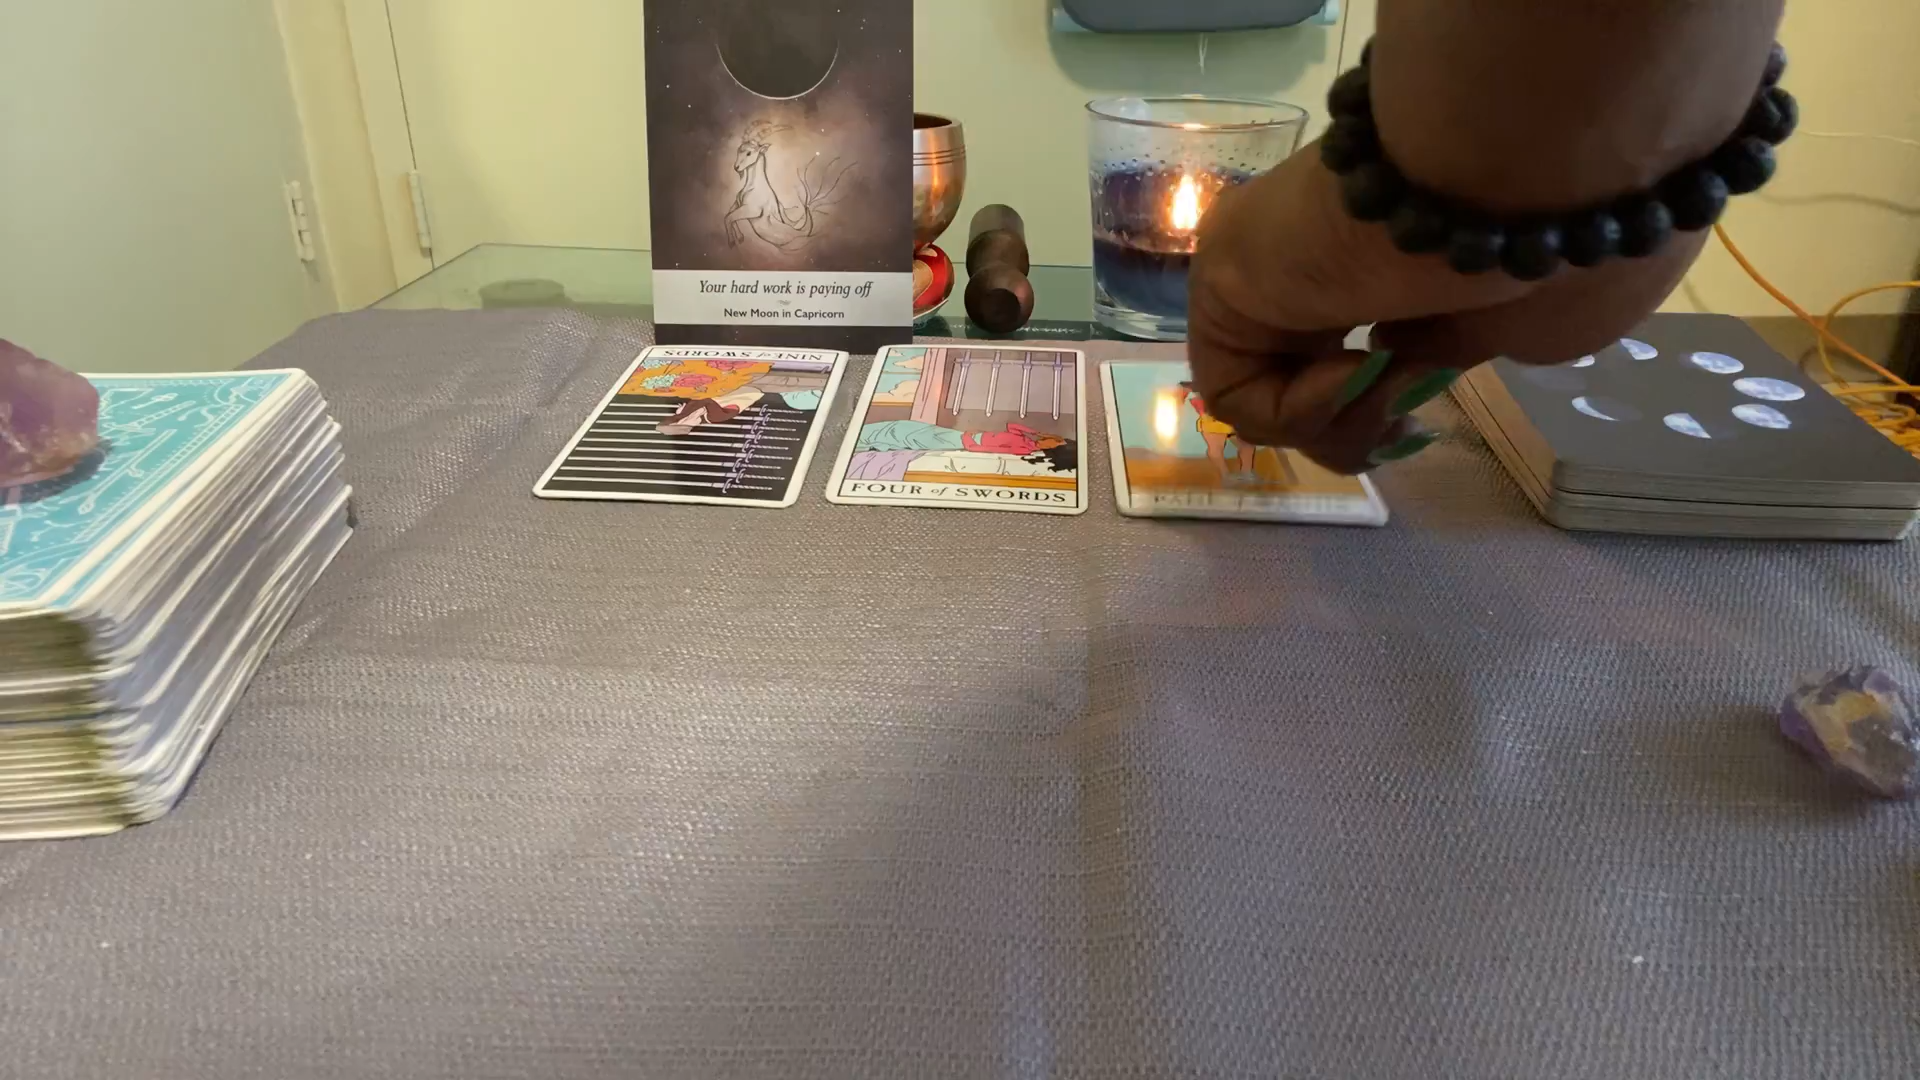 Your hard work is paying off
New Moon in Capricorn
NINE of SWORDS
FOUR of SWORDS